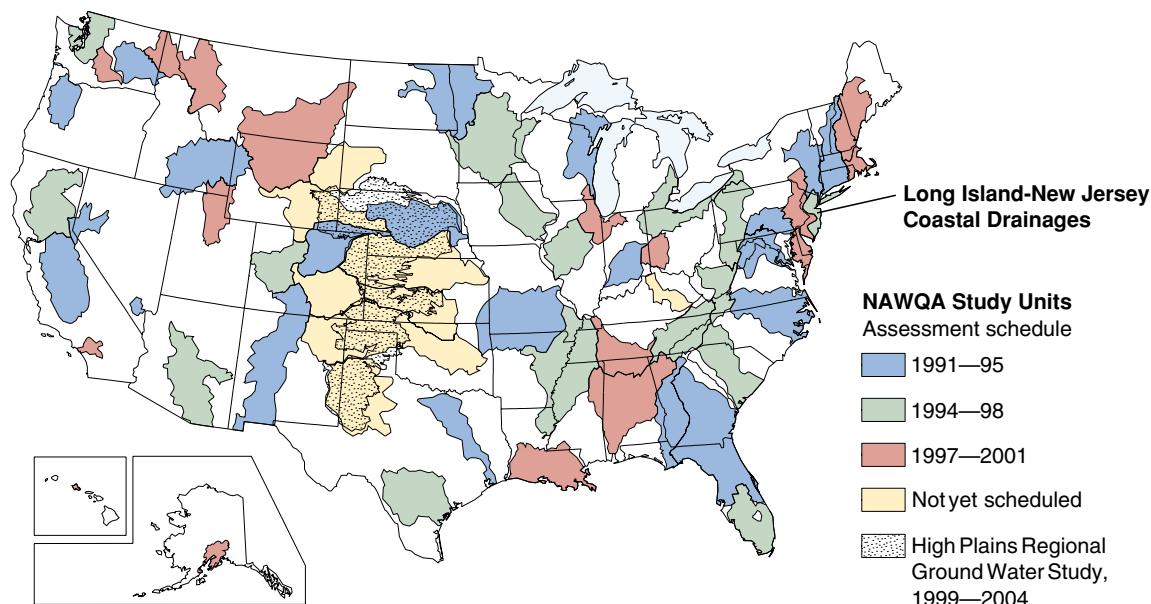 Long Island-New Jersey
Coastal Drainages
NAWQA Study Units
Assessment schedule
1991—95
1994—98
1997—2001
Not yet scheduled
High Plains Regional
Ground Water Study,
1999—2004